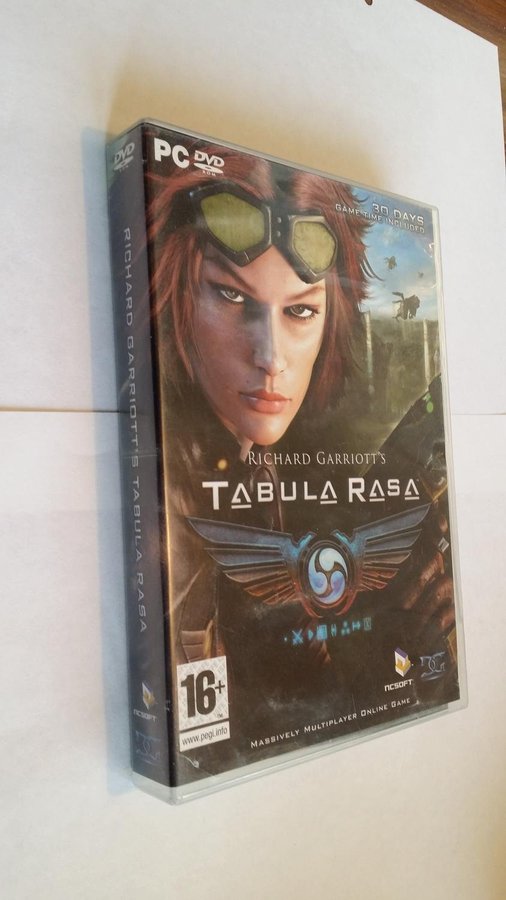 DVD
ROM
RICHARD GARRIOTT'S TABULA RASA
NCSOFT
PC DVD
ROM
30 DAYS
GAME TIME INCLUDED
RICHARD GARRIOTT'S
TABULA RASA
16+
www.pegi.info
NCSOFT
MASSIVELY MULTIPLAYER ONLINE GAME